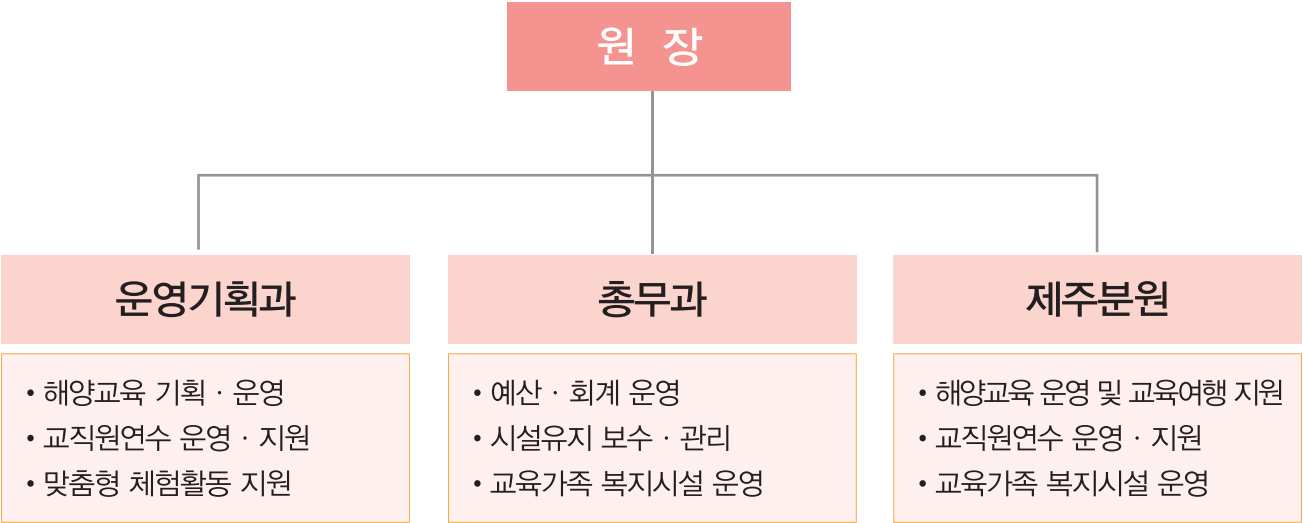 원 장
운영기획과
• 해양교육 기획 · 운영
• 교직원연수 운영 · 지원
• 맞춤형 체험활동 지원
총무과
• 예산 · 회계 운영
• 시설유지 보수 · 관리
• 교육가족 복지시설 운영
제주분원
• 해양교육 운영 및 교육여행 지원
• 교직원연수 운영 · 지원
• 교육가족 복지시설 운영